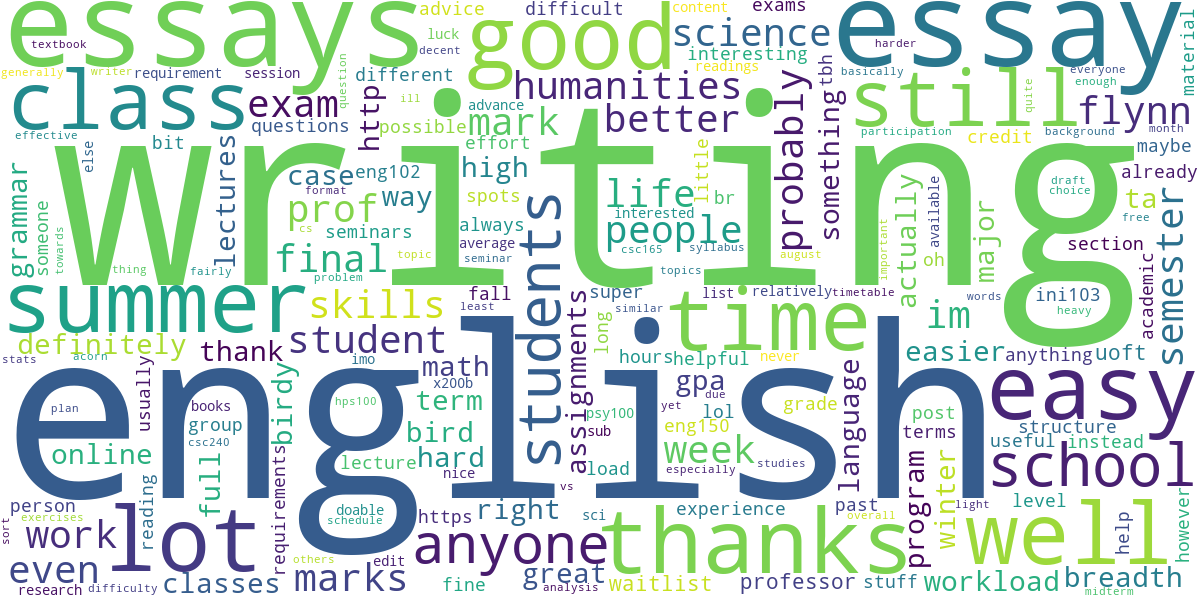 essays
advice
difficult
content
exams
essay
textbook
luck
decent
good
science
harder
material
generally
writer
requirement
session
question
different
interesting
readings
tbh
basically
everyone
enough
class
exam
http
ill
advance
humanities
probably
still
quite
flynn
effective
else
bit
questions
possible
mark
better
something
participation
credit
background
month
maybe
effort
writing
grammar
someone
towards
lectures
case
eng102
way
high
spots
life
little
br
actually
available
draft
choice
already
ta
free
format
prof
cs
seminars
always
average
seminar
interested
people
csc165
syllabus
important
oh
major
section
academic
semester
thing
fairly
final
problem
topic
students
topics
august
summer
skills
fall
least
super
similar
list
relatively
timetable
words
ini103
heavy
time
im
definitely
thank
student
assignments
long
hours
helpful
never
easier
anything
uoft
stats
acorn
imo
math
x200b
gpa
due
lol
grade
language
easy
english
plan
usually
books
group
csc240
birdy
hps100
term
bird
hard
psy100
sub
yet
eng150
post
terms
structure
useful
instead
online
full
lecture
nice
vs
load
week
especially
studies
school
person
exercises
reading
requirements
doable
schedule
https
right
sci
experience
past
overall
program
winter
light
level
however
help
sort
work
lot
others
edit
anyone
thanks
well
even
research
difficulty
classes
marks
fine
great
analysis
waitlist
professor
stuff
workload
breadth
midterm